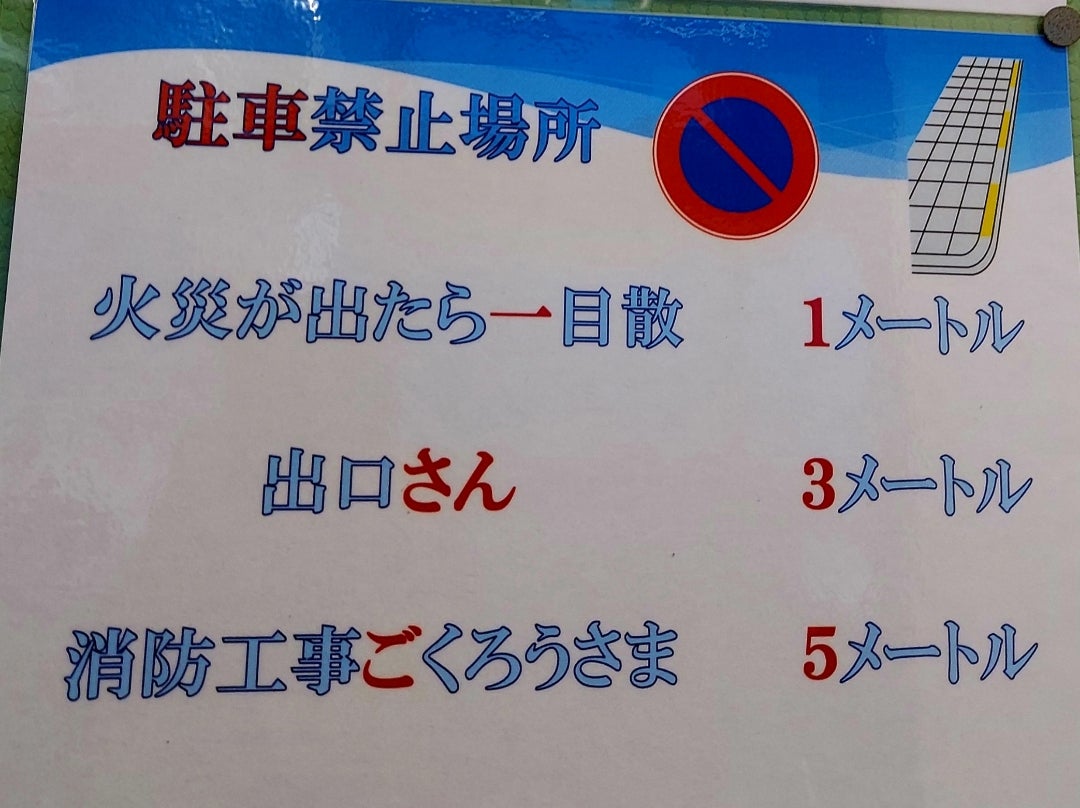 駐車禁止場所
火災が出たら一目散 1メートル
出口さん 3メートル
消防工事ごくろうさま 5メートル